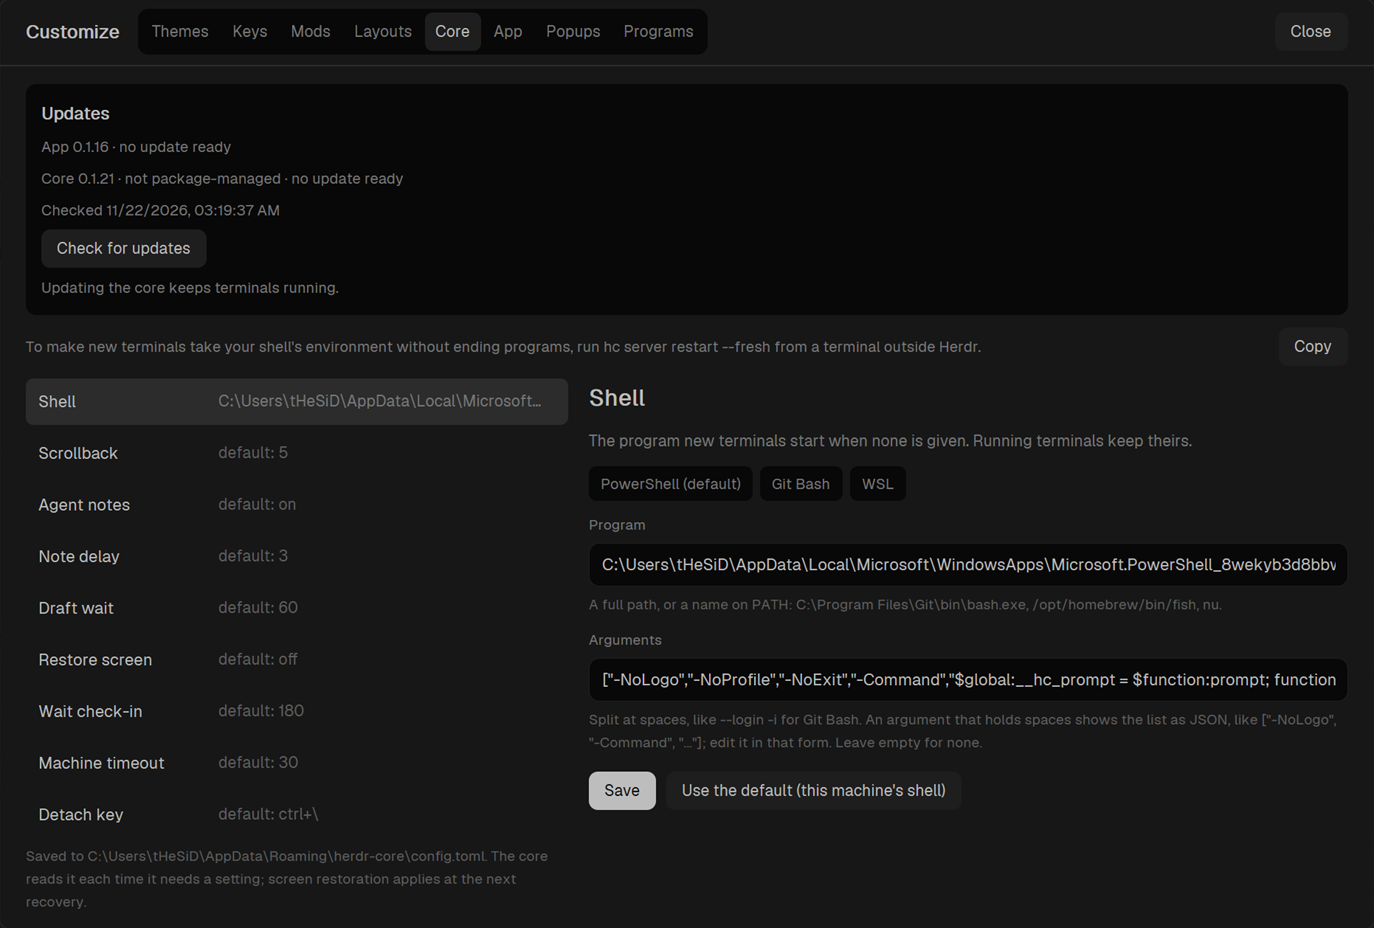 Customize
Themes
Keys
Mods
Layouts
Core
App
Popups
Programs
Close
Updates
App 0.1.16 · no update ready
Core 0.1.21 · not package-managed · no update ready
Checked 11/22/2026, 03:19:37 AM
Check for updates
Updating the core keeps terminals running.
To make new terminals take your shell's environment without ending programs, run hc server restart --fresh from a terminal outside Herdr.
Copy
Shell C:\Users\tHeSiD\AppData\Local\Microsoft...
Scrollback default: 5
Agent notes default: on
Note delay default: 3
Draft wait default: 60
Restore screen default: off
Wait check-in default: 180
Machine timeout default: 30
Detach key default: ctrl+\
Saved to C:\Users\tHeSiD\AppData\Roaming\herdr-core\config.toml. The core
reads it each time it needs a setting; screen restoration applies at the next
recovery.
Shell
The program new terminals start when none is given. Running terminals keep theirs.
PowerShell (default)
Git Bash
WSL
Program
C:\Users\tHeSiD\AppData\Local\Microsoft\WindowsApps\Microsoft.PowerShell_8wekyb3d8bbw
A full path, or a name on PATH: C:\Program Files\Git\bin\bash.exe, /opt/homebrew/bin/fish, nu.
Arguments
["-NoLogo","-NoProfile","-NoExit","-Command","$global:__hc_prompt = $function:prompt; function
Split at spaces, like --login -i for Git Bash. An argument that holds spaces shows the list as JSON, like ["-NoLogo",
"-Command", "..."]; edit it in that form. Leave empty for none.
Save
Use the default (this machine's shell)